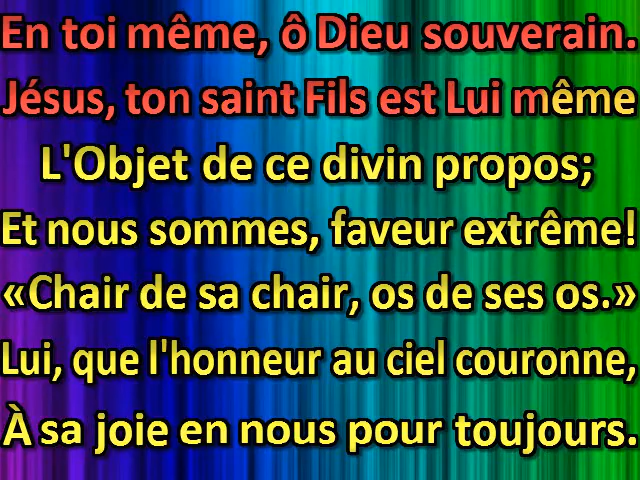 En toi même, ô Dieu souverain.
Jésus, ton saint Fils est Lui même
L'Objet de ce divin propos;
Et nous sommes, faveur extrême!
«Chair de sa chair, os de ses os.»
Lui, que l'honneur au ciel couronne,
À sa joie en nous pour toujours.